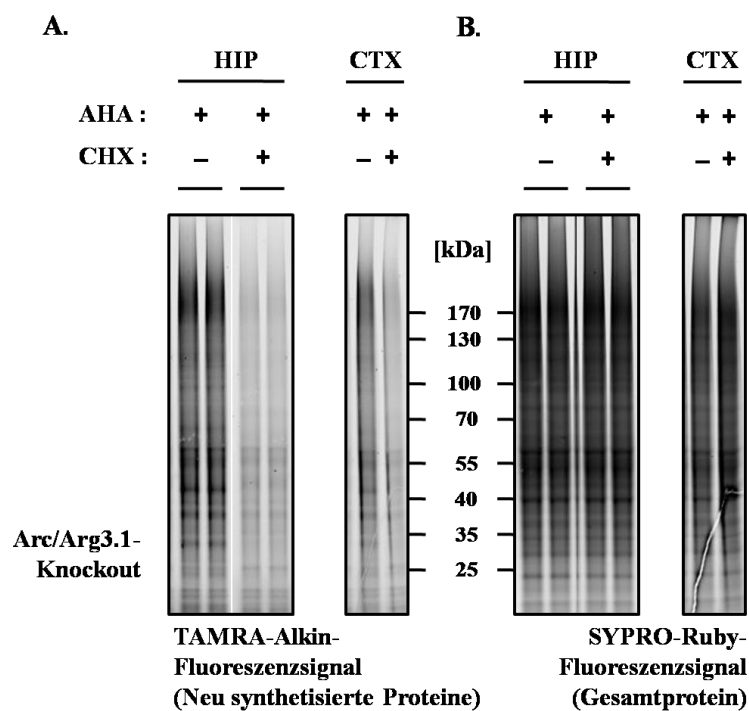 A.
B.
HIP
CTX
HIP
CTX
AHA : + + + + + + + +
CHX : – + – + – + – +
[kDa]
170
130
100
70
55
40
35
25
Arc/Arg3.1-
Knockout
TAMRA-Alkin-
Fluoreszenzsignal
(Neu synthetisierte Proteine)
SYPRO-Ruby-
Fluoreszenzsignal
(Gesamtprotein)